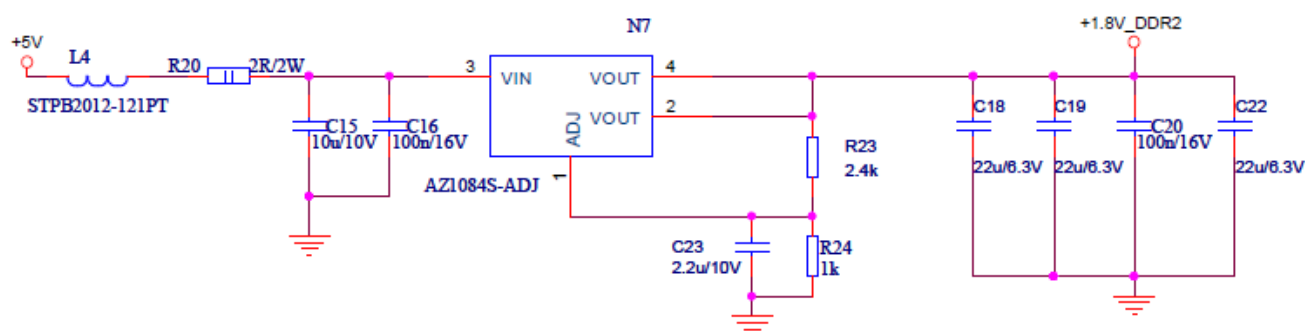 N7
+1.8V_DDR2
+5V
L4
R20
2R/2W
3
VIN
VOUT
4
STPB2012-121PT
C15
10u/10V
C16
100n/16V
ADJ
VOUT
2
1
AZ1084S-ADJ
R23
2.4k
C18
22u/6.3V
C19
22u/6.3V
C20
100n/16V
C22
22u/6.3V
C23
2.2u/10V
R24
1k